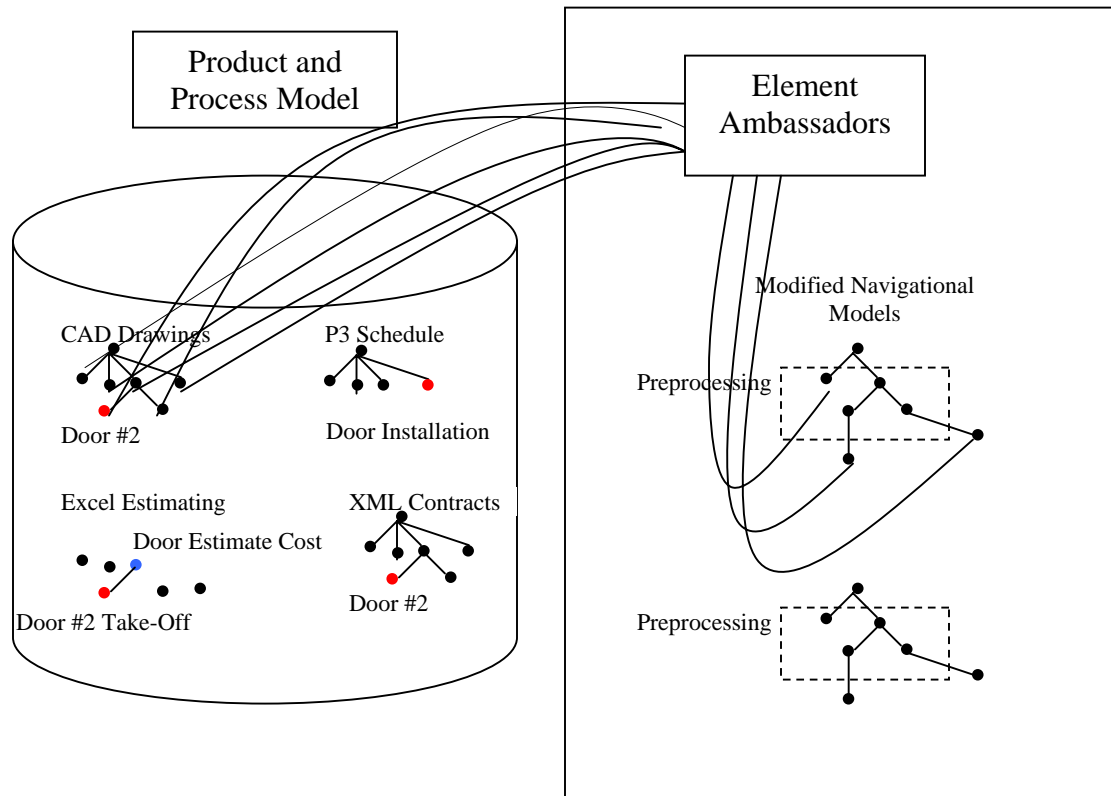 Product and
Process Model
Element
Ambassadors
CAD Drawings
P3 Schedule
Door #2
Door Installation
Excel Estimating
XML Contracts
Door Estimate Cost
Door #2 Take-Off
Door #2
Modified Navigational
Models
Preprocessing
Preprocessing